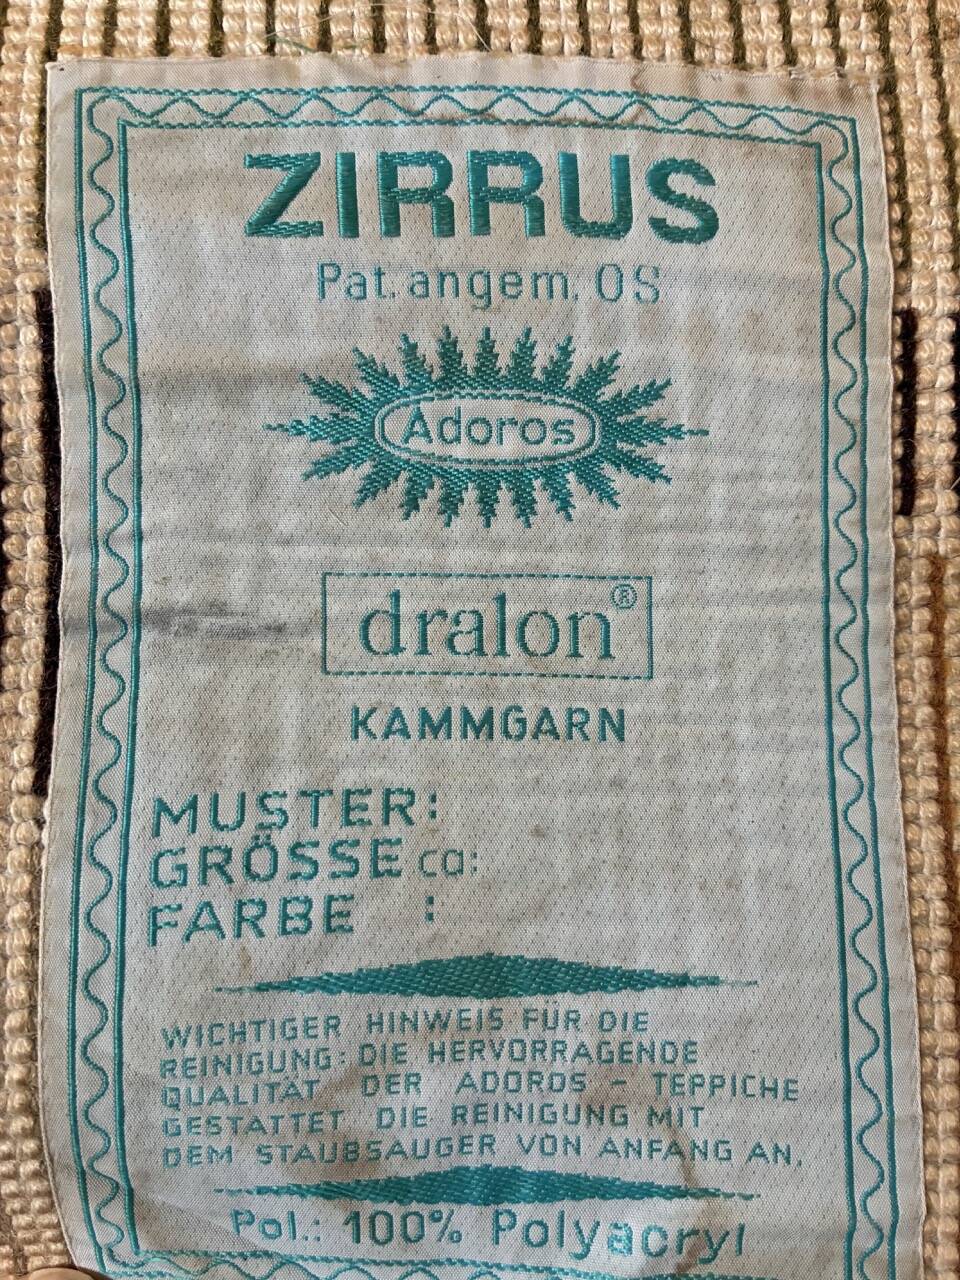 ZIRRUS
Pat. angem. OS
Adoros
dralon®
KAMMGARN
MUSTER:
GRÖSSE ca:
FARBE :
WICHTIGER HINWEIS FÜR DIE
REINIGUNG: DIE HERVORRAGENDE
QUALITÄT DER ADOROS - TEPPICHE
GESTATTET DIE REINIGUNG MIT
DEM STAUBSAUGER VON ANFANG AN.
Pol.: 100% Polyacryl